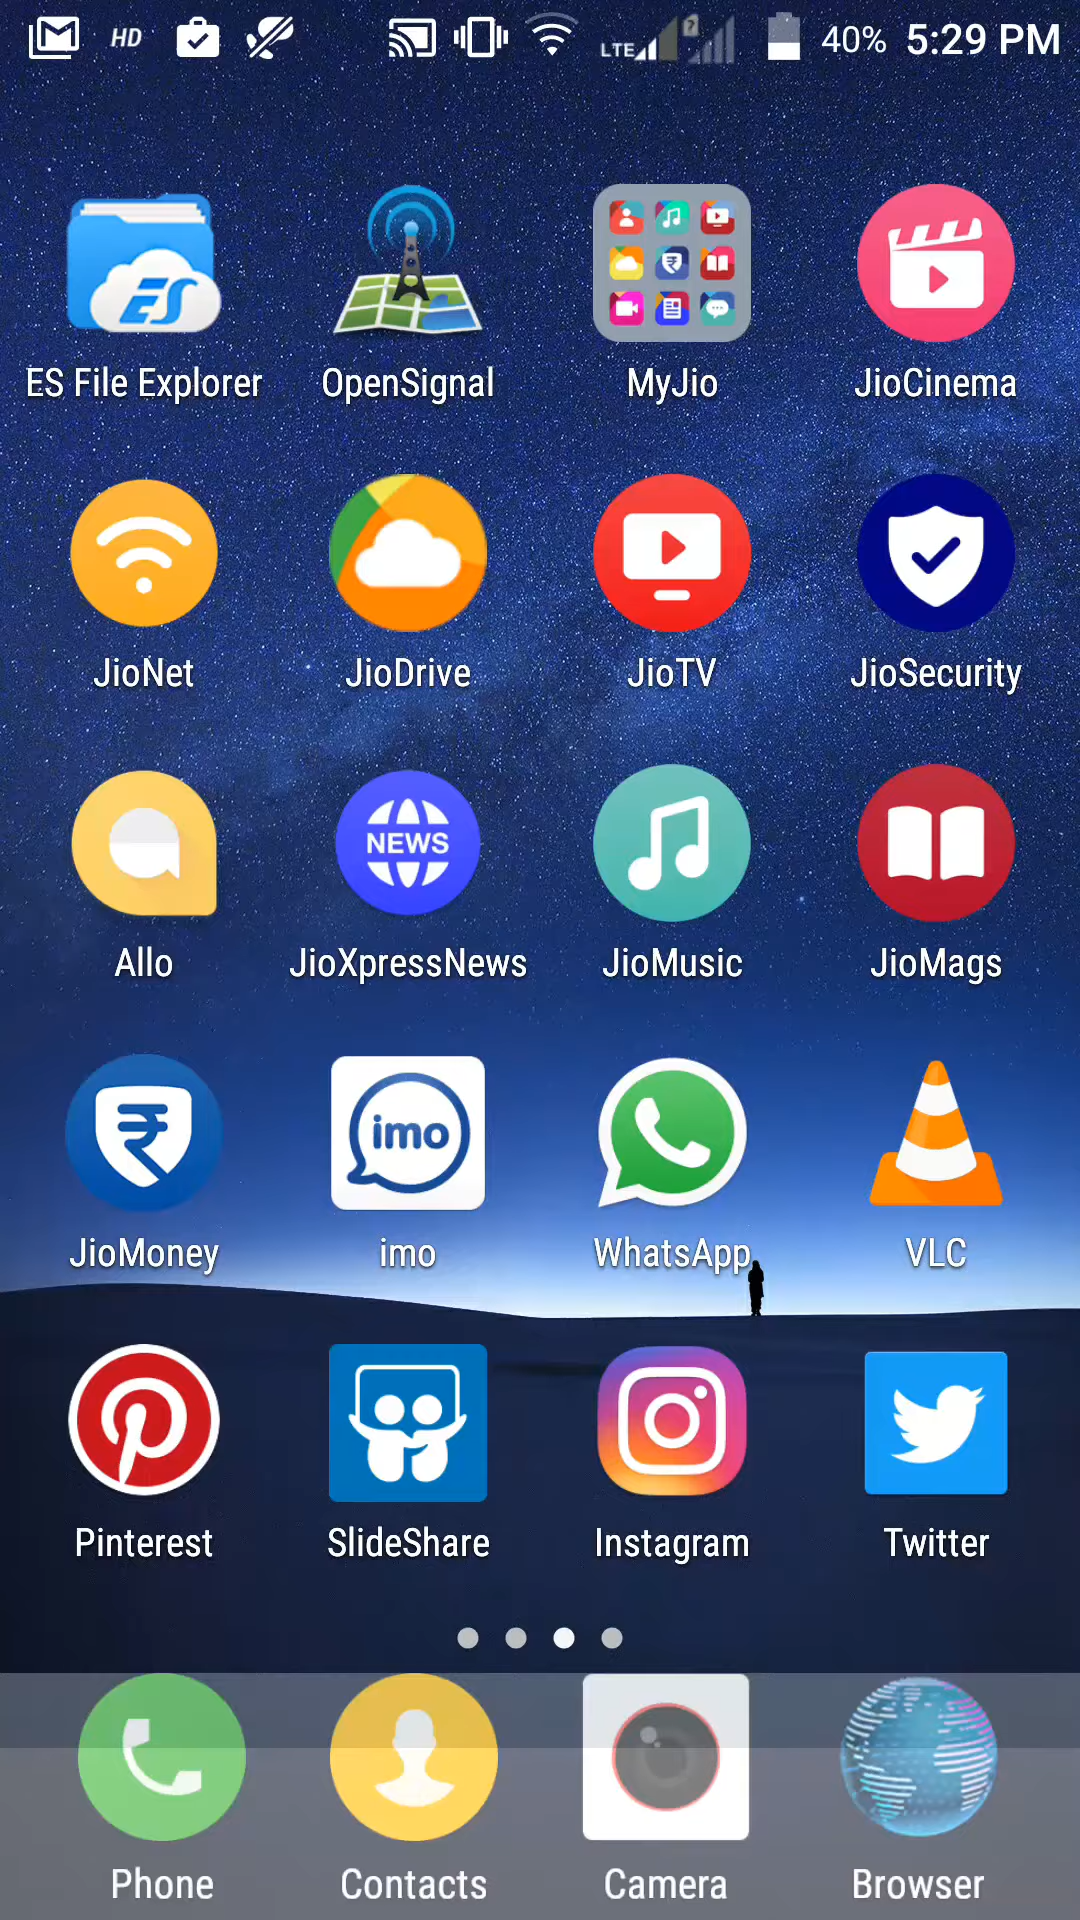 HD LTE ? 40% 5:29 PM
ES
ES File Explorer OpenSignal MyJio JioCinema
JioNet JioDrive JioTV JioSecurity
NEWS
Allo JioXpressNews JioMusic JioMags
₹ imo
JioMoney imo WhatsApp VLC
Pinterest SlideShare Instagram Twitter
Phone Contacts Camera Browser